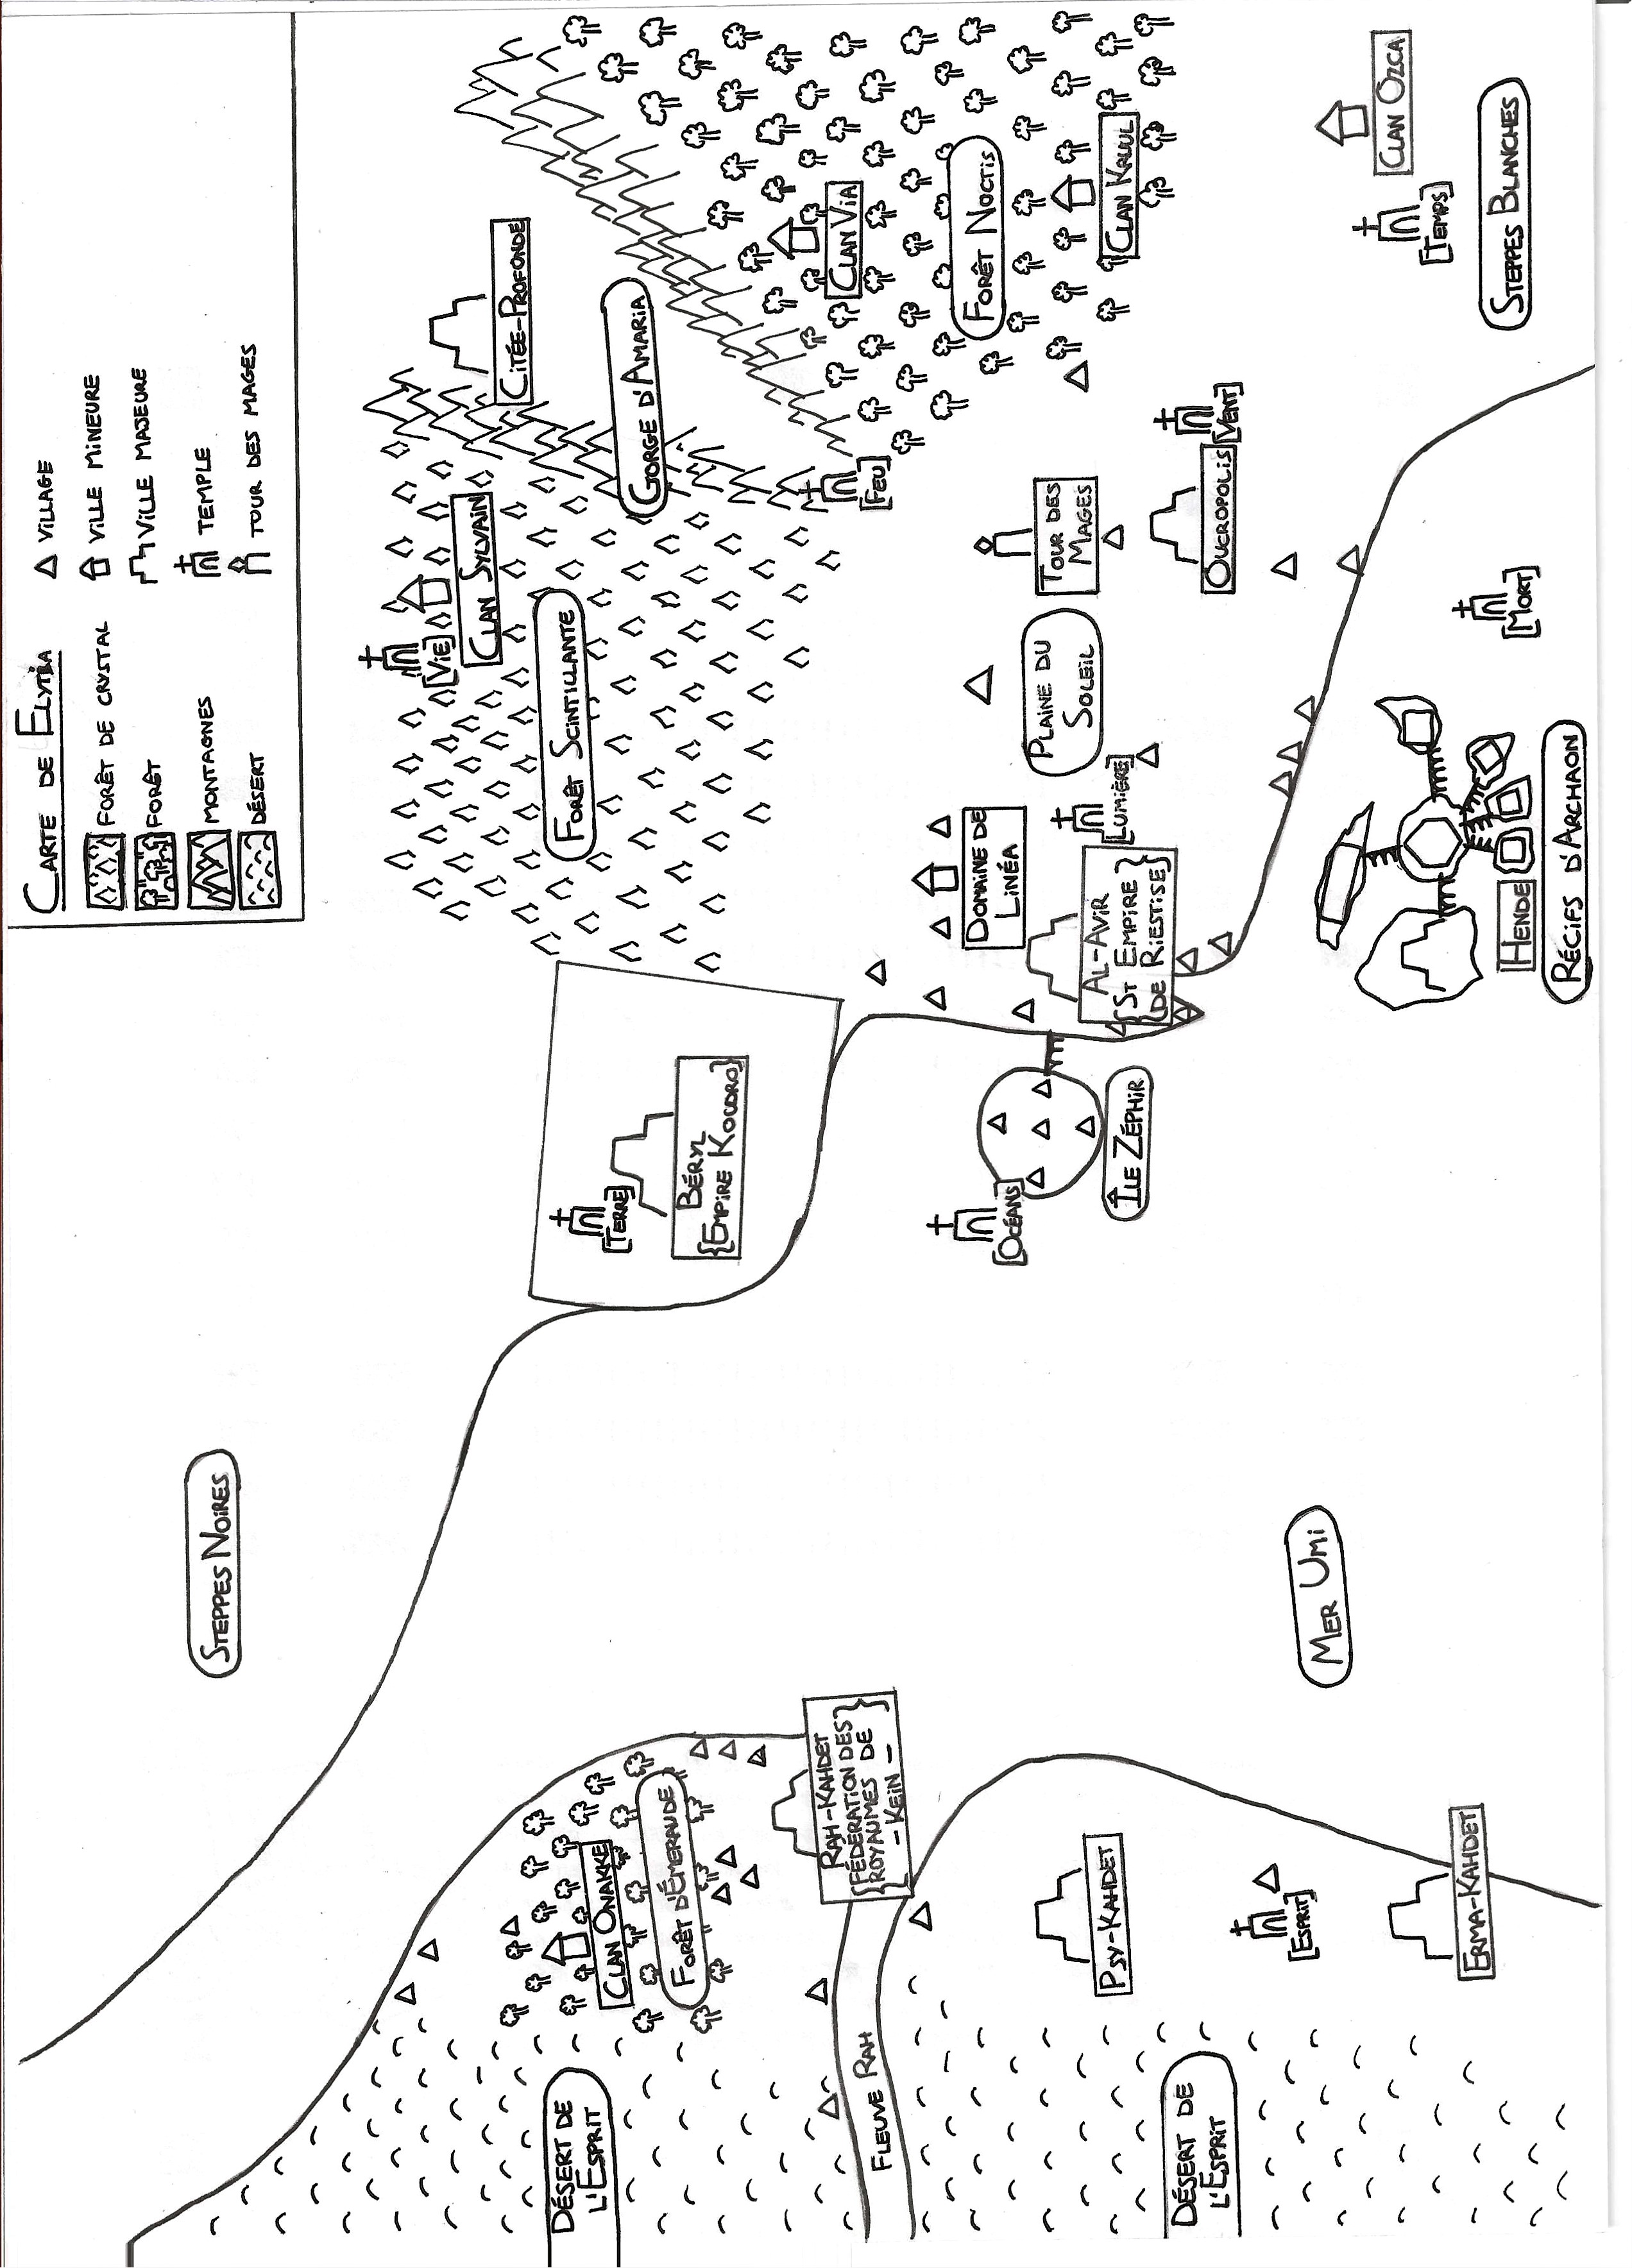 CARTE DE ELYTIA
FORÊT DE CRYSTAL
FORÊT
MONTAGNES
DÉSERT
VILLAGE
VILLE MINEURE
VILLE MAJEURE
TEMPLE
TOUR DES MAGES
STEPPES NOIRES
[VIE]
CLAN SYLVAIN
CITÉE-PROFONDE
FORÊT SCINTILLANTE
GORGE D'AMARIA
DÉSERT DE
L'ESPRIT
CLAN ONAKKE
FORÊT D'ÉMERAUDE
[TERRE]
BÉRYL
{EMPIRE KOUDRO}
RAH-KAHDET
{FÉDÉRATION DES
ROYAUMES DE
- KEIN -}
FLEUVE RAH
[FEU]
CLAN VIA
FORÊT NOCTIS
[OCÉANS]
DOMAINE DE
LINÉA
PLAINE DU
SOLEIL
TOUR DES
MAGES
ÎLE ZÉPHIR
AL-AVIR
{ST EMPIRE
DE RIESTISE}
[LUMIÈRE]
CLAN KRUUL
PSY-KAHDET
DÉSERT DE
L'ESPRIT
OUCROPOLIS
[VENT]
[ESPRIT]
MER UMI
CLAN OZCA
[TEMPS]
ERMA-KAHDET
HENDE
[MORT]
STEPPES BLANCHES
RÉCIFS D'ARCHAON